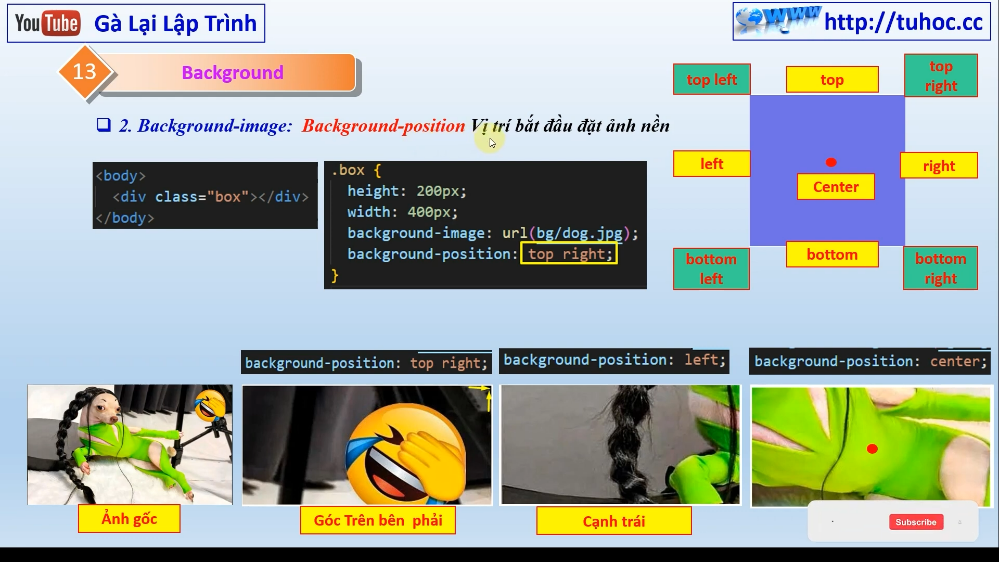 YouTube Gà Lại Lập Trình
www http://tuhoc.cc
13 Background
2. Background-image: Background-position Vị trí bắt đầu đặt ảnh nền
top left
top
top
right
left
Center
right
bottom
left
bottom
bottom
right
<body>
<div class="box"></div>
</body>
.box {
height: 200px;
width: 400px;
background-image: url(bg/dog.jpg);
background-position: top right;
}
background-position: top right;
background-position: left;
background-position: center;
Ảnh gốc
Góc Trên bên phải
Cạnh trái
Subscribe